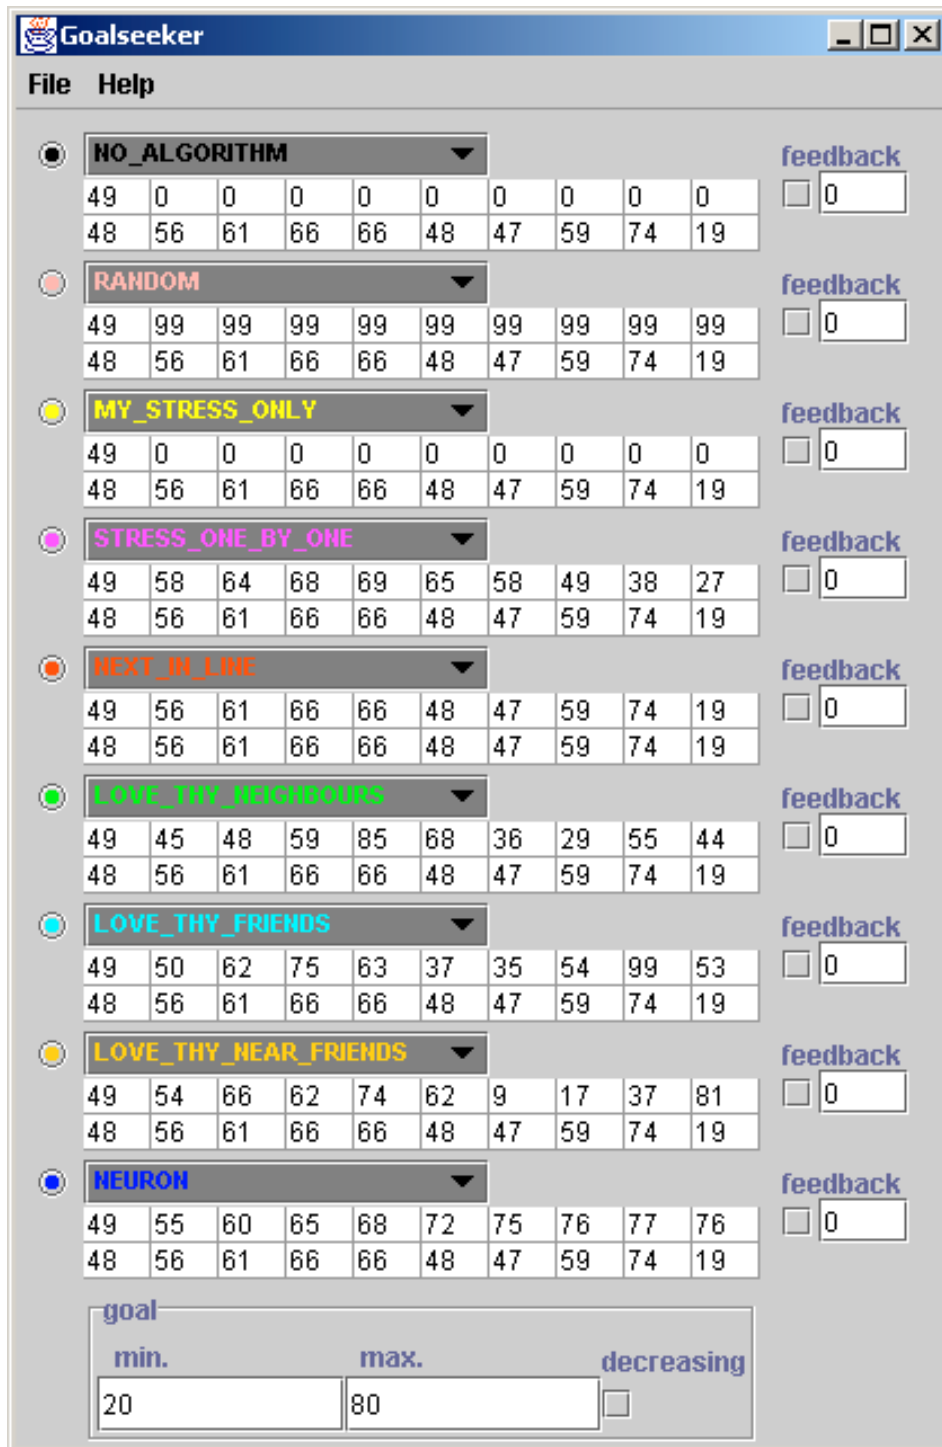 Goalseeker
File Help
NO_ALGORITHM feedback
49 0 0 0 0 0 0 0 0 0 0
48 56 61 66 66 48 47 59 74 19
RANDOM feedback
49 99 99 99 99 99 99 99 99 99 0
48 56 61 66 66 48 47 59 74 19
MY_STRESS_ONLY feedback
49 0 0 0 0 0 0 0 0 0 0
48 56 61 66 66 48 47 59 74 19
STRESS_ONE_BY_ONE feedback
49 58 64 68 69 65 58 49 38 27 0
48 56 61 66 66 48 47 59 74 19
NEXT_IN_LINE feedback
49 56 61 66 66 48 47 59 74 19 0
48 56 61 66 66 48 47 59 74 19
LOVE_THY_NEIGHBOURS feedback
49 45 48 59 85 68 36 29 55 44 0
48 56 61 66 66 48 47 59 74 19
LOVE_THY_FRIENDS feedback
49 50 62 75 63 37 35 54 99 53 0
48 56 61 66 66 48 47 59 74 19
LOVE_THY_NEAR_FRIENDS feedback
49 54 66 62 74 62 9 17 37 81 0
48 56 61 66 66 48 47 59 74 19
NEURON feedback
49 55 60 65 68 72 75 76 77 76 0
48 56 61 66 66 48 47 59 74 19
goal
min. max. decreasing
20 80